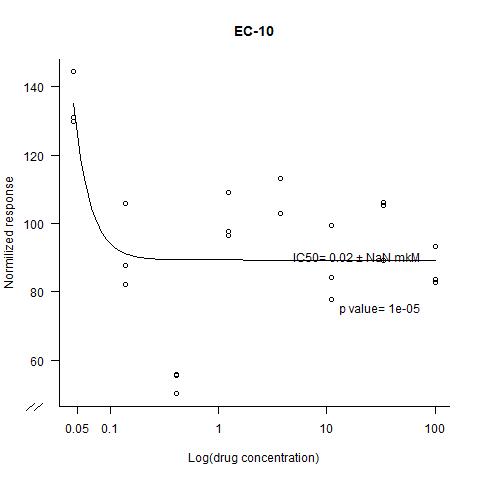 EC-10
Normilized response
140
120
100
80
60
IC50= 0.02 ± NaN mkM
p value= 1e-05
0.05 0.1 1 10 100
Log(drug concentration)